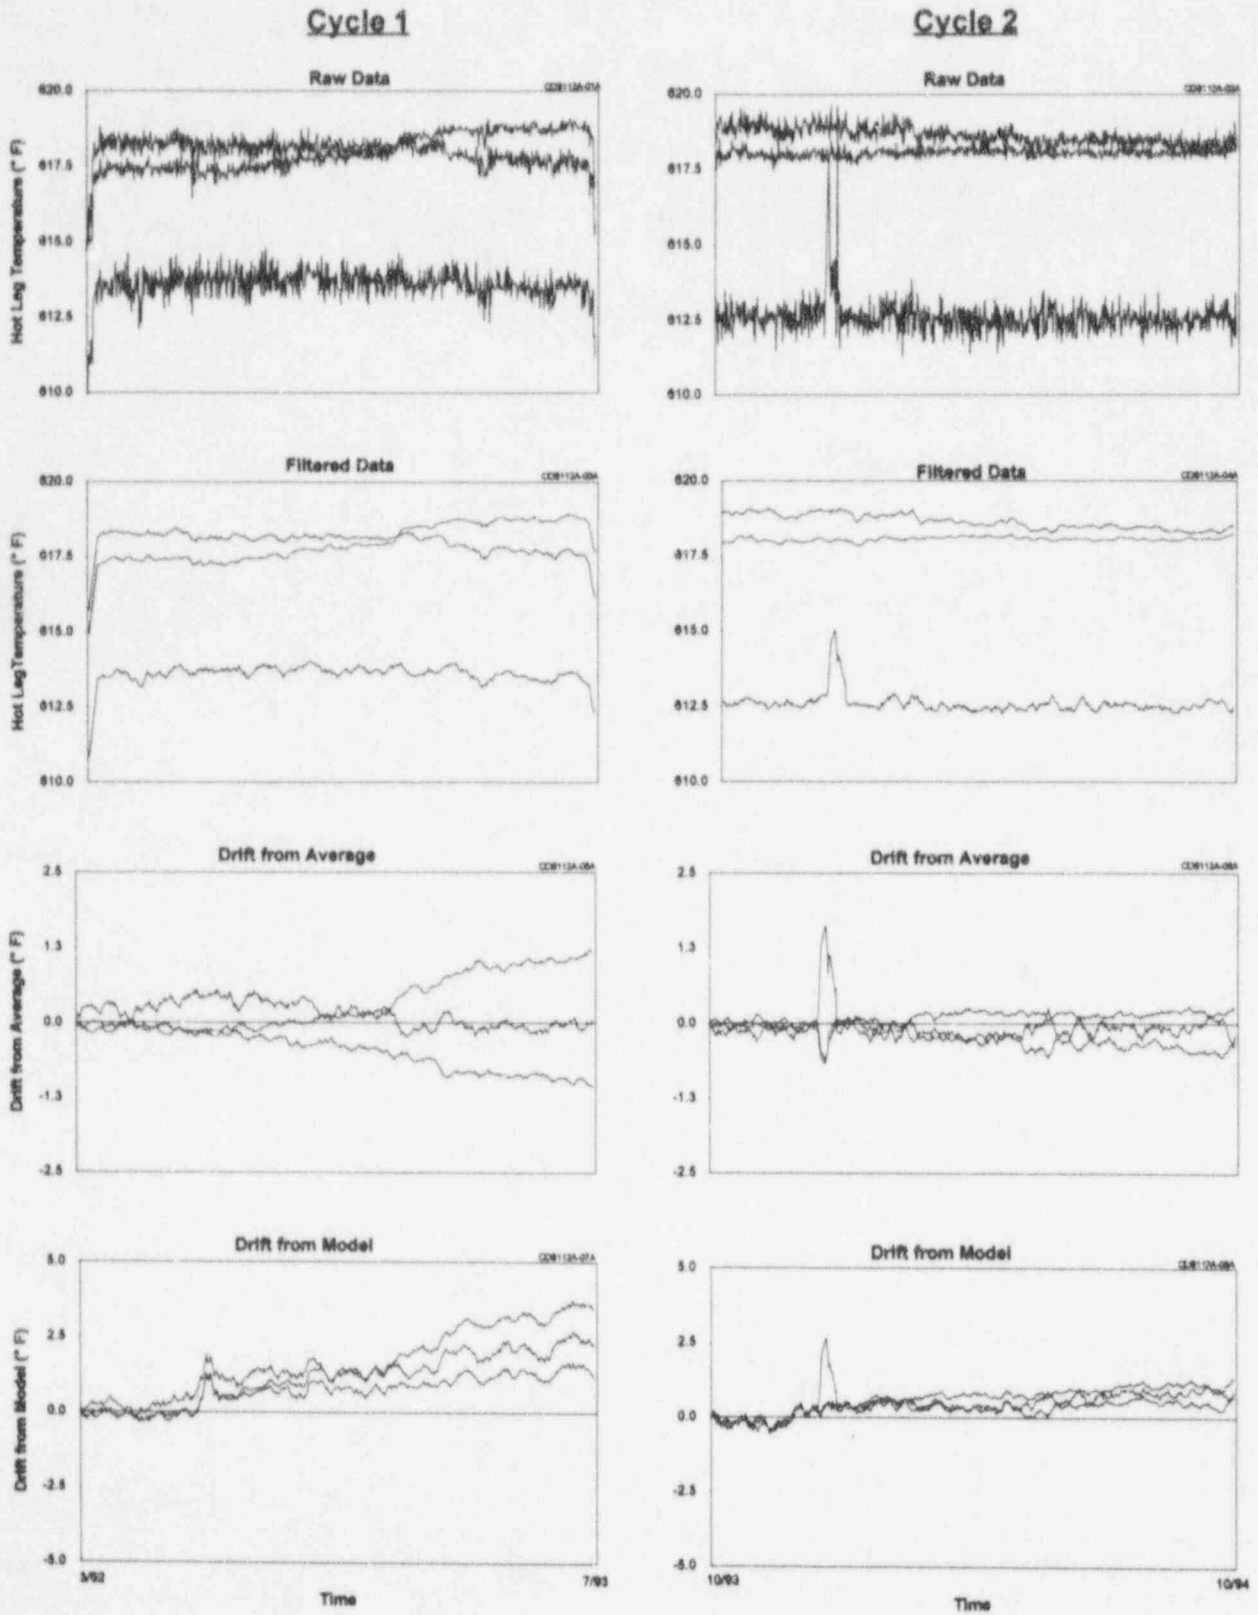 Cycle 1
Raw Data
620.0
617.5
615.0
612.5
610.0
Hot Leg Temperature (° F)
Filtered Data
620.0
617.5
615.0
612.5
610.0
Hot Leg Temperature (° F)
Drift from Average
2.5
1.3
0.0
-1.3
-2.5
Drift from Average (° F)
Drift from Model
5.0
2.5
0.0
-2.5
-5.0
Drift from Model (° F)
3/92
7/93
Time
Cycle 2
Raw Data
620.0
617.5
615.0
612.5
610.0
Filtered Data
620.0
617.5
615.0
612.5
610.0
Drift from Average
2.5
1.3
0.0
-1.3
-2.5
Drift from Model
5.0
2.5
0.0
-2.5
-5.0
10/93
10/94
Time